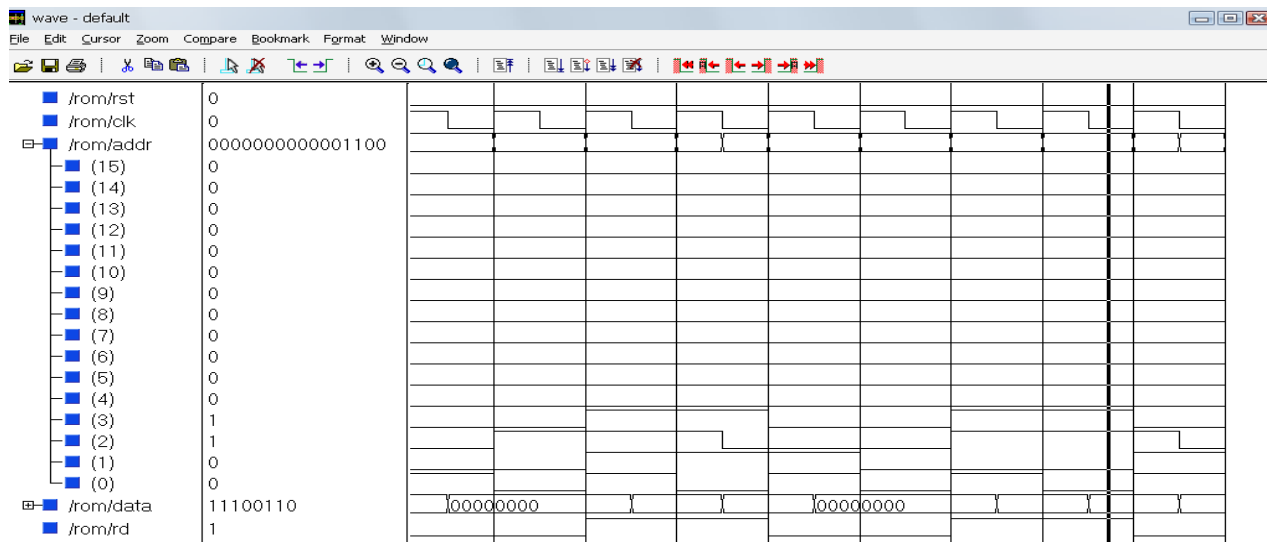 wave - default
File Edit Cursor Zoom Compare Bookmark Format Window
/rom/rst 0
/rom/clk 0
/rom/addr 0000000000001100
(15) 0
(14) 0
(13) 0
(12) 0
(11) 0
(10) 0
(9) 0
(8) 0
(7) 0
(6) 0
(5) 0
(4) 0
(3) 1
(2) 1
(1) 0
(0) 0
/rom/data 11100110 00000000 00000000
/rom/rd 1